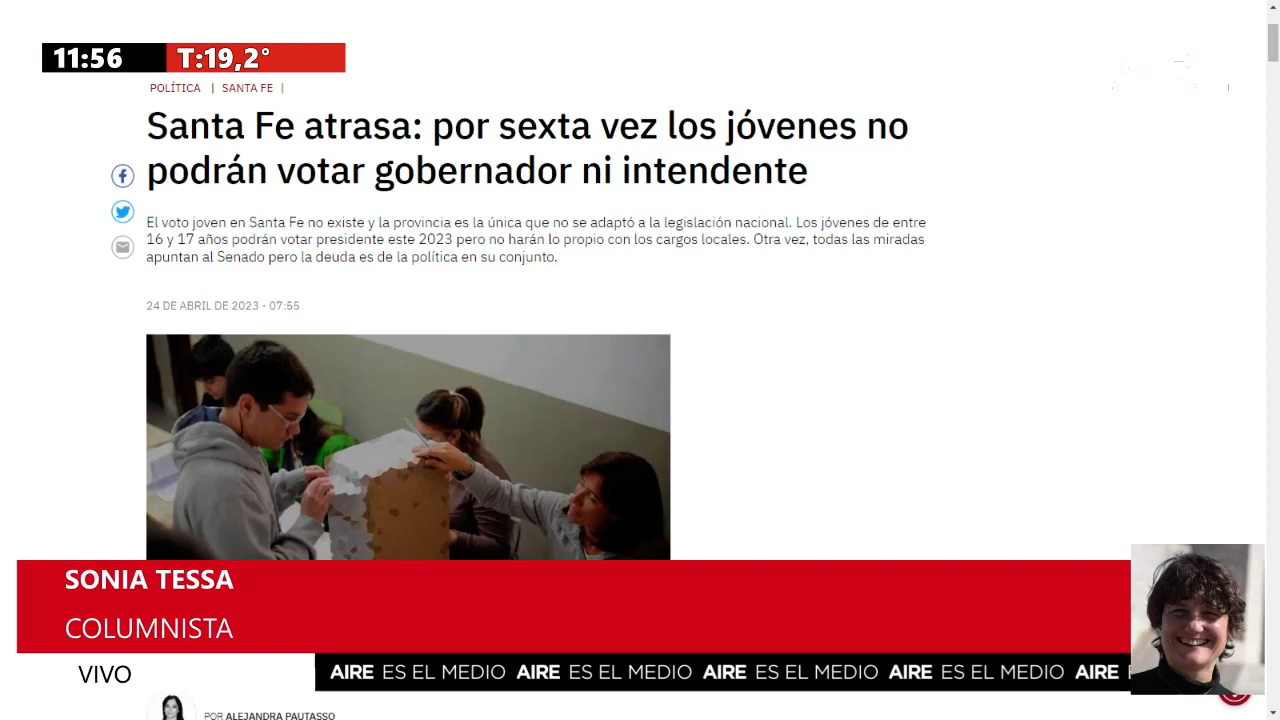 11:56 T:19,2°
POLÍTICA | SANTA FE |
Santa Fe atrasa: por sexta vez los jóvenes no
podrán votar gobernador ni intendente
El voto joven en Santa Fe no existe y la provincia es la única que no se adaptó a la legislación nacional. Los jóvenes de entre
16 y 17 años podrán votar presidente este 2023 pero no harán lo propio con los cargos locales. Otra vez, todas las miradas
apuntan al Senado pero la deuda es de la política en su conjunto.
24 DE ABRIL DE 2023 - 07:55
SONIA TESSA
COLUMNISTA
VIVO
AIRE ES EL MEDIO AIRE ES EL MEDIO AIRE ES EL MEDIO AIRE ES EL MEDIO AIRE E
POR ALEJANDRA PAUTASSO